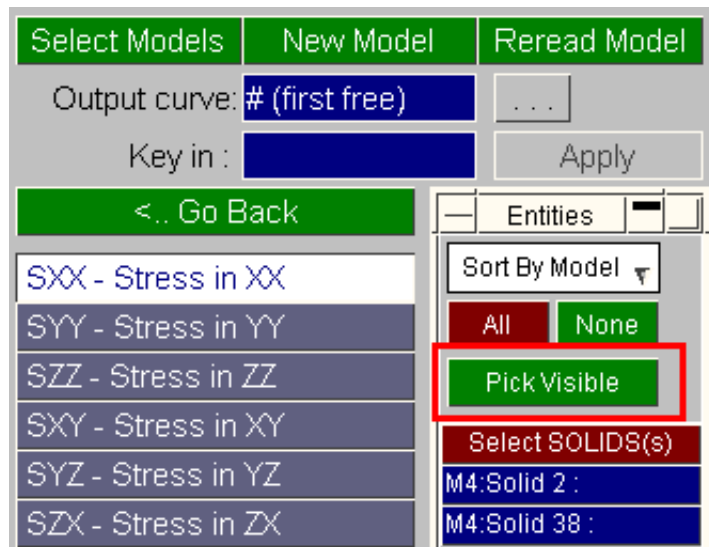 Select Models New Model Reread Model
Output curve: # (first free) ...
Key in : Apply
<.. Go Back
SXX - Stress in XX
SYY - Stress in YY
SZZ - Stress in ZZ
SXY - Stress in XY
SYZ - Stress in YZ
SZX - Stress in ZX
Entities
Sort By Model
All None
Pick Visible
Select SOLIDS(s)
M4:Solid 2 :
M4:Solid 38 :